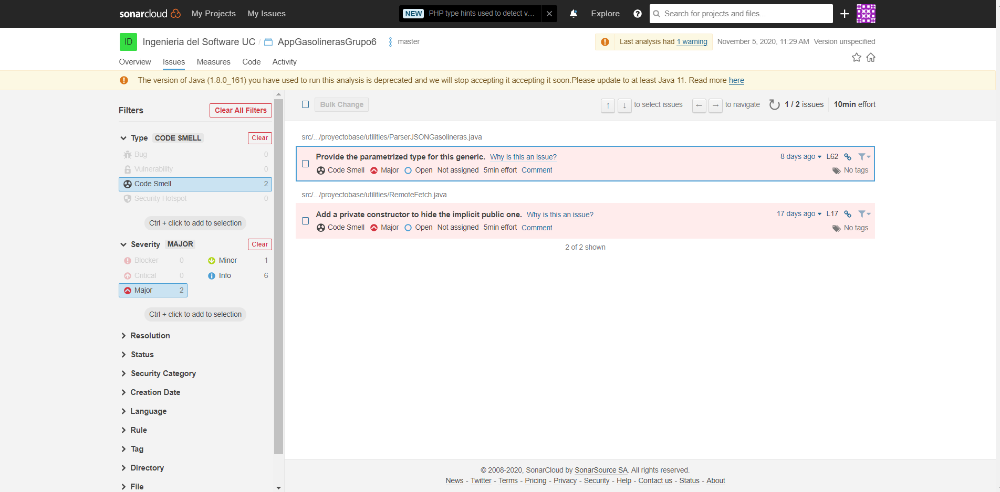 sonarcloud My Projects My Issues NEW PHP type hints used to detect v... Explore Search for projects and files...
ID Ingenieria del Software UC / AppGasolinerasGrupo6 master Last analysis had 1 warning November 5, 2020, 11:29 AM Version unspecified
Overview Issues Measures Code Activity
The version of Java (1.8.0_161) you have used to run this analysis is deprecated and we will stop accepting it accepting it soon.Please update to at least Java 11. Read more here
Filters Clear All Filters
Type CODE SMELL Clear
Bug 0
Vulnerability 0
Code Smell 2
Security Hotspot 0
Ctrl + click to add to selection
Severity MAJOR Clear
Blocker 0 Minor 1
Critical 0 Info 6
Major 2
Ctrl + click to add to selection
Resolution
Status
Security Category
Creation Date
Language
Rule
Tag
Directory
File
Bulk Change ↑ ↓ to select issues ← → to navigate 1 / 2 issues 10min effort
src/.../proyectobase/utilities/ParserJSONGasolineras.java
Provide the parametrized type for this generic. Why is this an issue? 8 days ago L62
Code Smell Major Open Not assigned 5min effort Comment No tags
src/.../proyectobase/utilities/RemoteFetch.java
Add a private constructor to hide the implicit public one. Why is this an issue? 17 days ago L17
Code Smell Major Open Not assigned 5min effort Comment No tags
2 of 2 shown
© 2008-2020, SonarCloud by SonarSource SA. All rights reserved.
News - Twitter - Terms - Pricing - Privacy - Security - Help - Contact us - Status - About